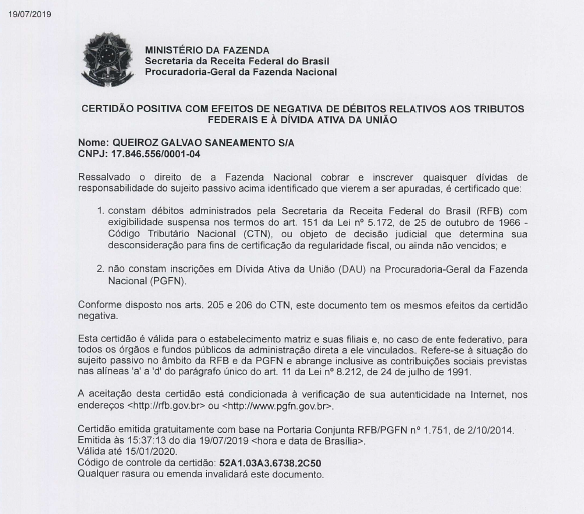 19/07/2019
MINISTÉRIO DA FAZENDA
Secretaria da Receita Federal do Brasil
Procuradoria-Geral da Fazenda Nacional
CERTIDÃO POSITIVA COM EFEITOS DE NEGATIVA DE DÉBITOS RELATIVOS AOS TRIBUTOS
FEDERAIS E À DÍVIDA ATIVA DA UNIÃO
Nome: QUEIROZ GALVAO SANEAMENTO S/A
CNPJ: 17.846.556/0001-04
Ressalvado o direito de a Fazenda Nacional cobrar e inscrever quaisquer dívidas de
responsabilidade do sujeito passivo acima identificado que vierem a ser apuradas, é certificado que:
1. constam débitos administrados pela Secretaria da Receita Federal do Brasil (RFB) com
exigibilidade suspensa nos termos do art. 151 da Lei nº 5.172, de 25 de outubro de 1966 -
Código Tributário Nacional (CTN), ou objeto de decisão judicial que determina sua
desconsideração para fins de certificação da regularidade fiscal, ou ainda não vencidos; e
2. não constam inscrições em Dívida Ativa da União (DAU) na Procuradoria-Geral da Fazenda
Nacional (PGFN).
Conforme disposto nos arts. 205 e 206 do CTN, este documento tem os mesmos efeitos da certidão
negativa.
Esta certidão é válida para o estabelecimento matriz e suas filiais e, no caso de ente federativo, para
todos os órgãos e fundos públicos da administração direta a ele vinculados. Refere-se à situação do
sujeito passivo no âmbito da RFB e da PGFN e abrange inclusive as contribuições sociais previstas
nas alíneas 'a' a 'd' do parágrafo único do art. 11 da Lei nº 8.212, de 24 de julho de 1991.
A aceitação desta certidão está condicionada à verificação de sua autenticidade na Internet, nos
endereços <http://rfb.gov.br> ou <http://www.pgfn.gov.br>.
Certidão emitida gratuitamente com base na Portaria Conjunta RFB/PGFN nº 1.751, de 2/10/2014.
Emitida às 15:37:13 do dia 19/07/2019 <hora e data de Brasília>.
Válida até 15/01/2020.
Código de controle da certidão: 52A1.03A3.6738.2C50
Qualquer rasura ou emenda invalidará este documento.